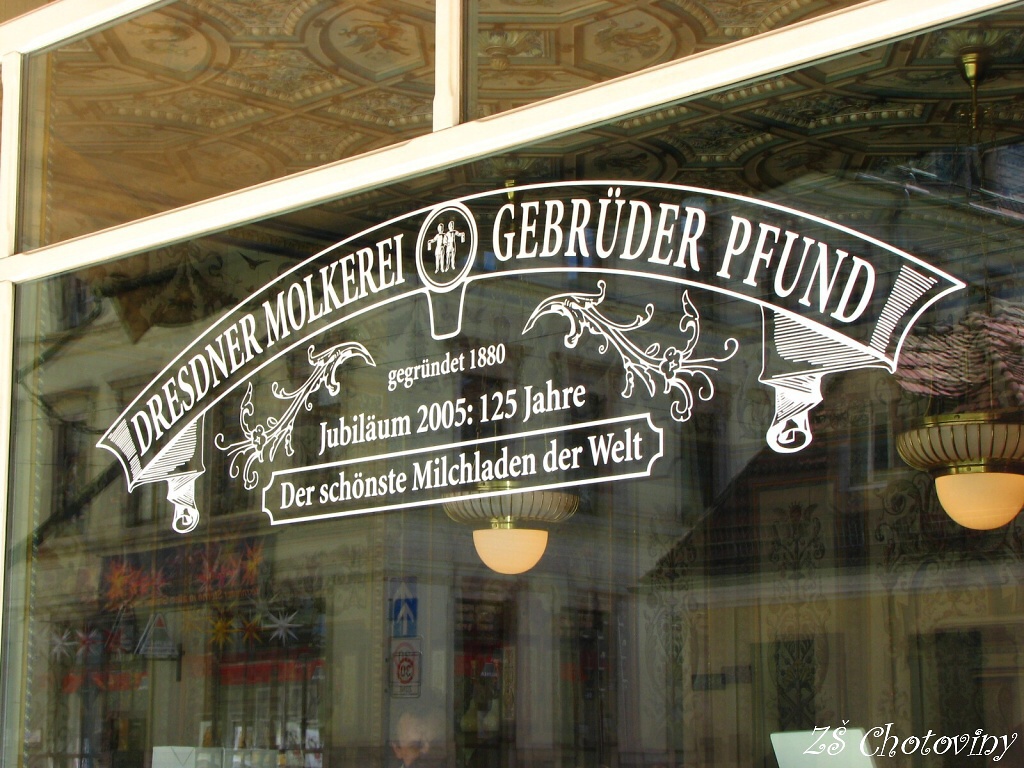 DRESDNER MOLKEREI GEBRÜDER PFUND
gegründet 1880
Jubiläum 2005: 125 Jahre
Der schönste Milchladen der Welt
ZŠ Chotoviny